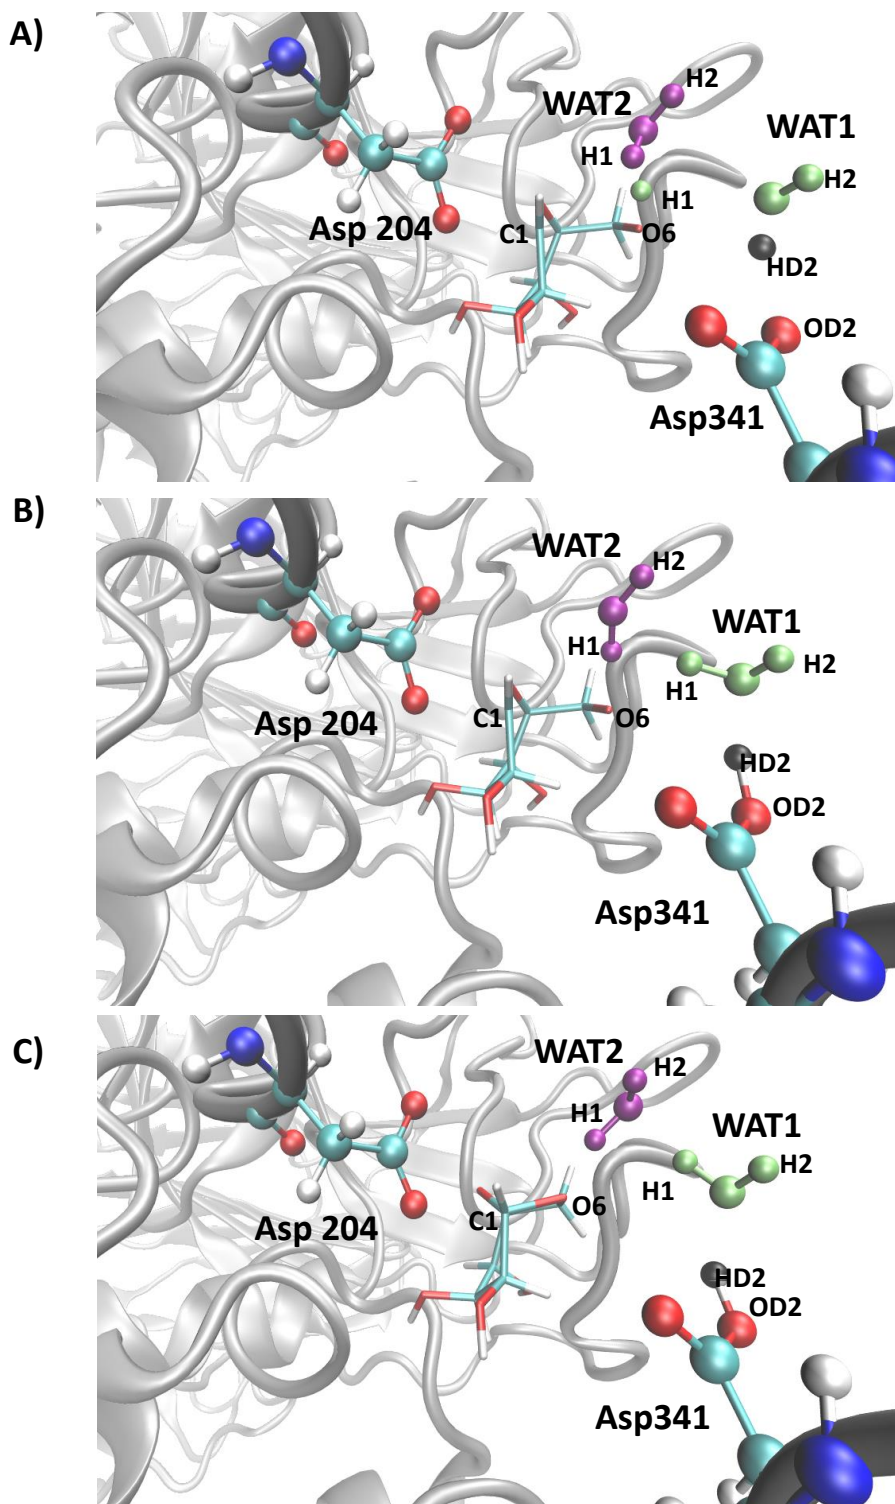 A)
H2
WAT2
WAT1
H1
H2
H1
Asp 204
C1
O6
HD2
OD2
Asp341
B)
WAT2
H2
WAT1
H1
H2
H1
Asp 204
C1
O6
HD2
OD2
Asp341
C)
WAT2
H2
H1
WAT1
H2
H1
O6
Asp 204
C1
HD2
OD2
Asp341